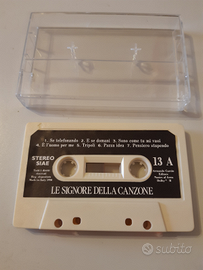 1. Se telefonando 2. E se domani 3. Sono come tu mi vuoi
4. È l'uomo per me 5. Tripoli 6. Pazza idea 7. Pensiero stupendo
STEREO
SIAE
13 A
LE SIGNORE DELLA CANZONE
subito